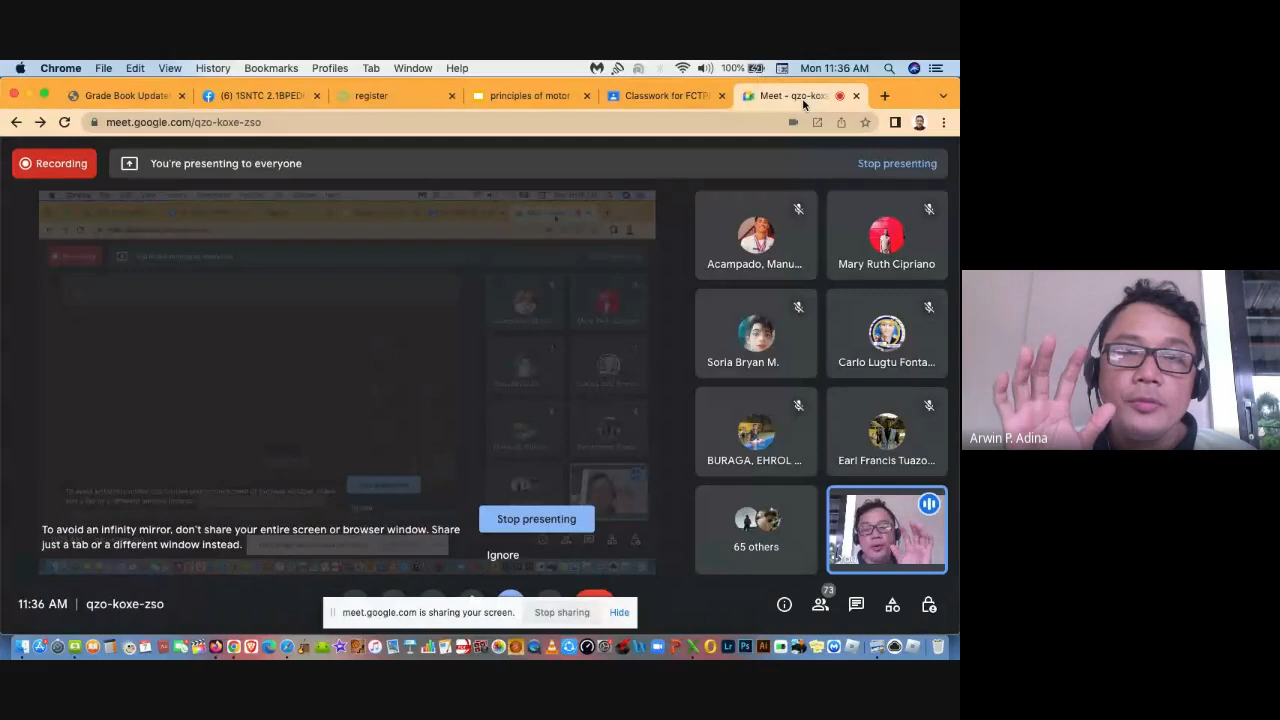 Chrome File Edit View History Bookmarks Profiles Tab Window Help 100% Mon 11:36 AM
Grade Book Update (6) 1SNTC 2.1BPED register principles of motor Classwork for FCTP Meet - qzo-kox
meet.google.com/qzo-koxe-zso
Recording You're presenting to everyone Stop presenting
Acampado, Manu... Mary Ruth Cipriano
Soria Bryan M. Carlo Lugtu Fonta...
Arwin P. Adina
BURAGA, EHROL ... Earl Francis Tuazo...
Stop presenting
To avoid an infinity mirror, don't share your entire screen or browser window. Share
just a tab or a different window instead.
Ignore
65 others
73
11:36 AM | qzo-koxe-zso
meet.google.com is sharing your screen. Stop sharing Hide